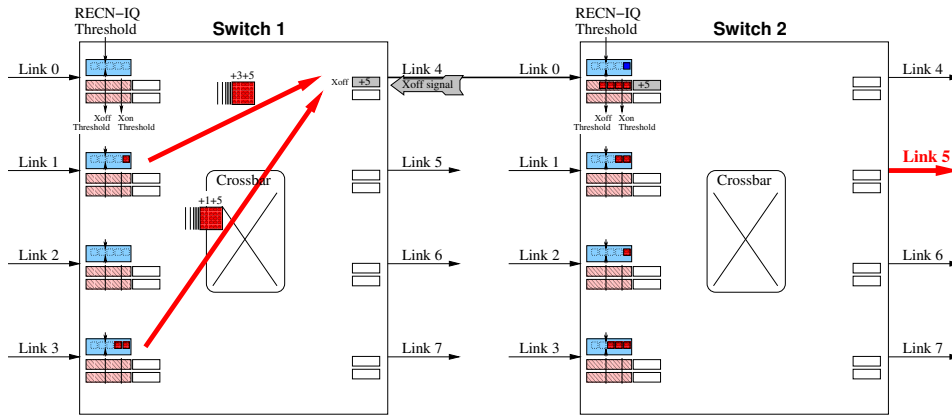 RECN-IQ
Threshold
Switch 1
Link 0
+3+5
Xoff
+5
Link 4
Xoff signal
Xoff
Threshold
Xon
Threshold
Link 1
Crossbar
Link 5
+1+5
Link 2
Link 6
Link 3
Link 7
RECN-IQ
Threshold
Switch 2
Link 0
+5
Link 4
Xoff
Threshold
Xon
Threshold
Link 1
Crossbar
Link 5
Link 2
Link 6
Link 3
Link 7